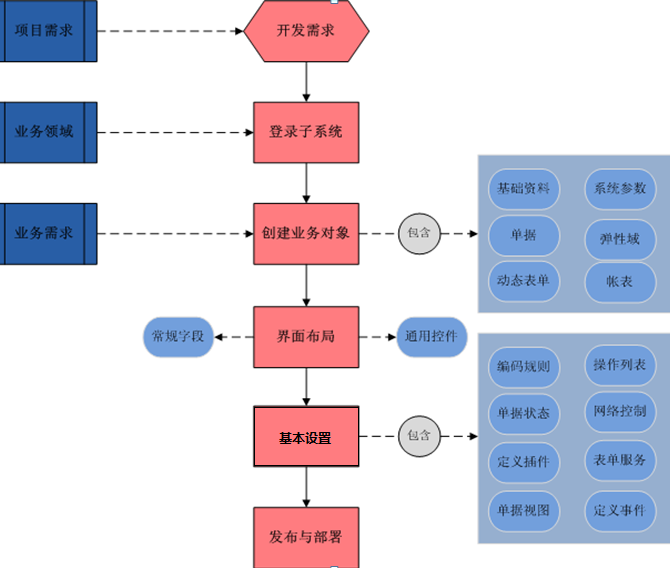 项目需求
开发需求
业务领域
登录子系统
业务需求
创建业务对象
包含
基础资料
系统参数
单据
弹性域
动态表单
帐表
常规字段
界面布局
通用控件
基本设置
包含
编码规则
操作列表
单据状态
网络控制
定义插件
表单服务
单据视图
定义事件
发布与部署